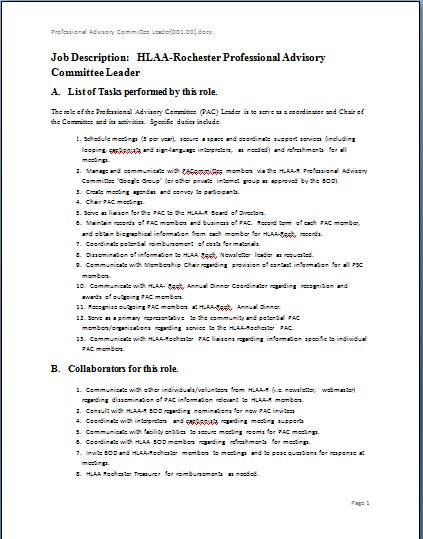 Professional Advisory Committee Leader[001.00].docx
Job Description: HLAA-Rochester Professional Advisory
Committee Leader
A. List of Tasks performed by this role.
The role of the Professional Advisory Committee (PAC) Leader is to serve as a coordinator and Chair of
the Committee and its activities. Specific duties include:
1. Schedule meetings (3 per year), secure a space and coordinate support services (including
looping, captionists and sign-language interpreters, as needed) and refreshments for all
meetings.
2. Manage and communicate with PACommittee members via the HLAA-R Professional Advisory
Committee 'Google Group' (or other private internet group as approved by the BOD).
3. Create meeting agendas and convey to participants.
4. Chair PAC meetings.
5. Serve as liaison for the PAC to the HLAA-R Board of Directors.
6. Maintain records of PAC members and business of PAC. Record term of each PAC member,
and obtain biographical information from each member for HLAA-Roch. records.
7. Coordinate potential reimbursement of costs for materials.
8. Dissemination of information to HLAA Roch. Newsletter leader as requested.
9. Communicate with Membership Chair regarding provision of contact information for all PSC
members.
10. Communicate with HLAA- Roch. Annual Dinner Coordinator regarding recognition and
awards of outgoing PAC members.
11. Recognize outgoing PAC members at HLAA-Roch. Annual Dinner.
12. Serve as a primary representative to the community and potential PAC
members/organizations regarding service to the HLAA-Rochester PAC.
13. Communicate with HLAA-Rochester PAC liaisons regarding information specific to individual
PAC members.
B. Collaborators for this role.
1. Communicate with other individuals/volunteers from HLAA-R (i.e. newsletter, webmaster)
regarding dissemination of PAC information relevant to HLAA-R members.
2. Consult with HLAA-R BOD regarding nominations for new PAC invitees
4. Coordinate with interpreters and captionists regarding meeting supports
5. Communicate with facility entities to secure meeting rooms for PAC meetings.
6. Coordinate with HLAA BOD members regarding refreshments for meetings.
7. Invite BOD and HLAA-Rochester members to meetings and to pose questions for response at
meetings.
8. HLAA Rochester Treasurer for reimbursements as needed.
Page 1